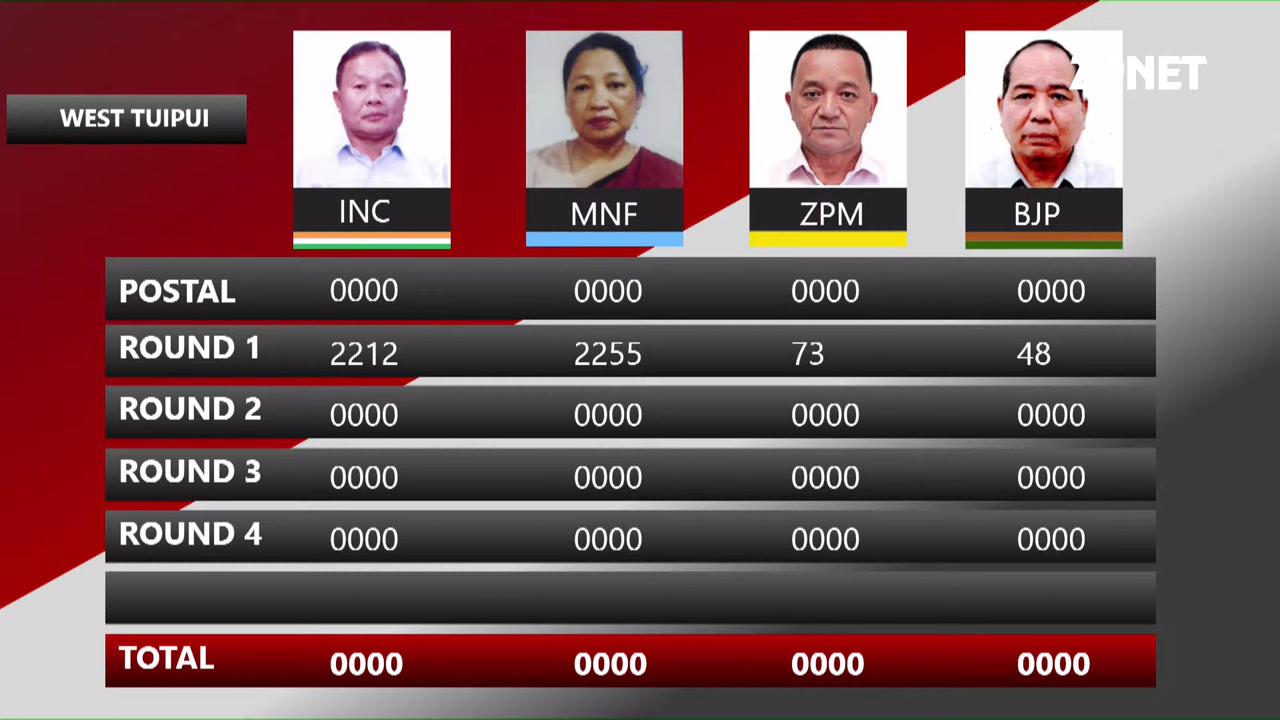 WEST TUIPUI
INC MNF ZPM BJP
POSTAL 0000 0000 0000 0000
ROUND 1 2212 2255 73 48
ROUND 2 0000 0000 0000 0000
ROUND 3 0000 0000 0000 0000
ROUND 4 0000 0000 0000 0000
TOTAL 0000 0000 0000 0000